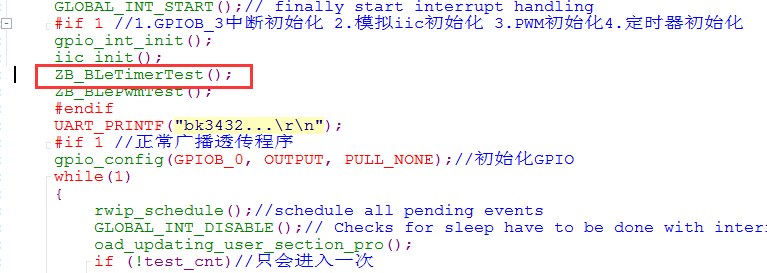 GLOBAL_INT_START();// finally start interrupt handling
#if 1 //1.GPIOB_3中断初始化 2.模拟iic初始化 3.PWM初始化4.定时器初始化
gpio_int_init();
iic_init();
ZB_BLeTimerTest();
ZB_BLePwmTest();
#endif
UART_PRINTF("bk3432...\r\n");
#if 1 //正常广播透传程序
gpio_config(GPIOB_0, OUTPUT, PULL_NONE);//初始化GPIO
while(1)
{
rwip_schedule();//schedule all pending events
GLOBAL_INT_DISABLE();// Checks for sleep have to be done with inter
oad_updating_user_section_pro();
if (!test_cnt)//只会进入一次